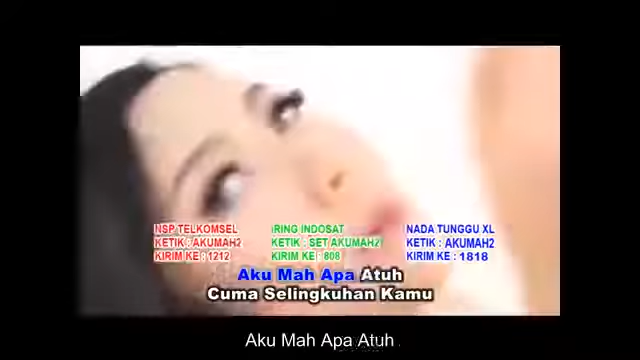 NSP TELKOMSEL
KETIK : AKUMAH2
KIRIM KE : 1212
iRING INDOSAT
KETIK : SET AKUMAH2
KIRIM KE : 808
NADA TUNGGU XL
KETIK : AKUMAH2
KIRIM KE : 1818
Aku Mah Apa Atuh
Cuma Selingkuhan Kamu
Aku Mah Apa Atuh